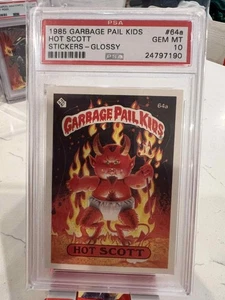 PSA
1985 GARBAGE PAIL KIDS #64a
HOT SCOTT GEM MT
STICKERS-GLOSSY 10
24797190
64a
GARBAGE PAIL KIDS
HOT SCOTT